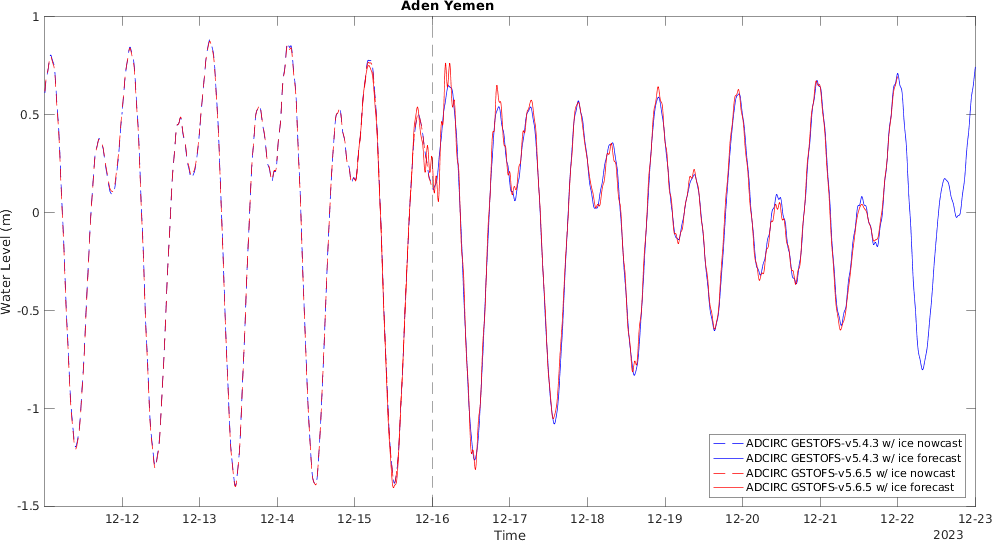 Aden Yemen
1
0.5
0
-0.5
-1
-1.5
Water Level (m)
12-12
12-13
12-14
12-15
12-16
12-17
12-18
12-19
12-20
12-21
12-22
12-23
Time
2023
ADCIRC GESTOFS-v5.4.3 w/ ice nowcast
ADCIRC GESTOFS-v5.4.3 w/ ice forecast
ADCIRC GSTOFS-v5.6.5 w/ ice nowcast
ADCIRC GSTOFS-v5.6.5 w/ ice forecast